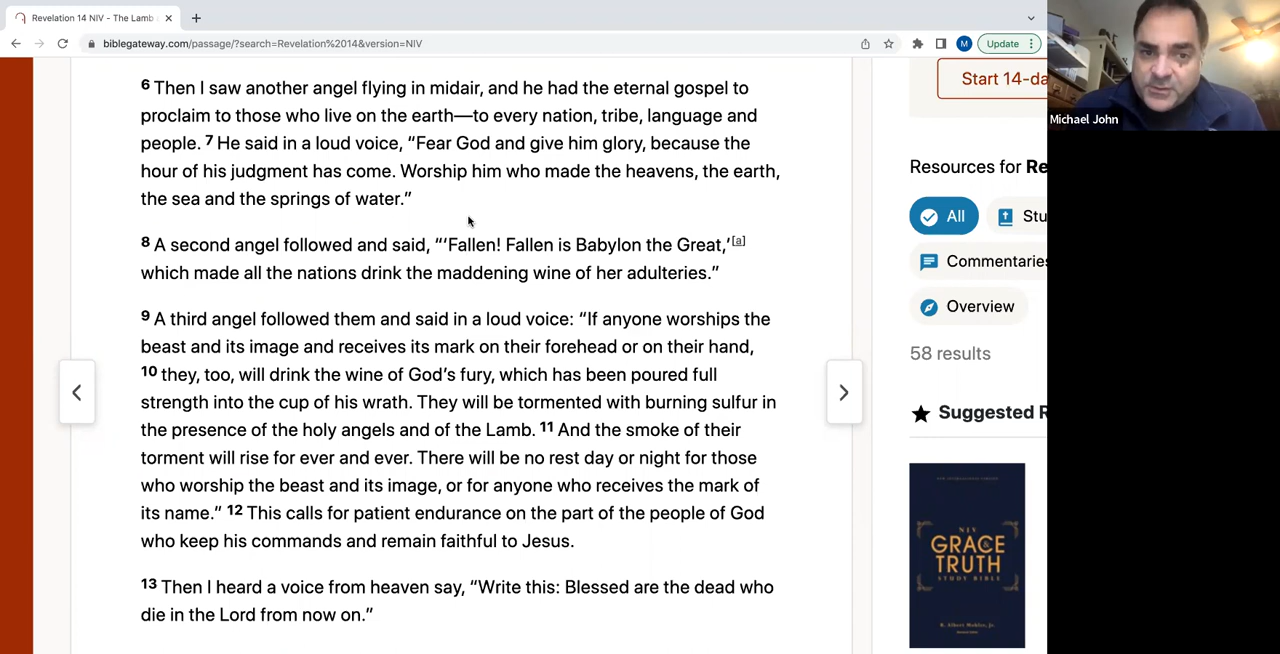 Revelation 14 NIV - The Lamb
biblegateway.com/passage/?search=Revelation%2014&version=NIV
M
Update
6 Then I saw another angel flying in midair, and he had the eternal gospel to
proclaim to those who live on the earth—to every nation, tribe, language and
people. 7 He said in a loud voice, “Fear God and give him glory, because the
hour of his judgment has come. Worship him who made the heavens, the earth,
the sea and the springs of water.”
8 A second angel followed and said, “‘Fallen! Fallen is Babylon the Great,’[a]
which made all the nations drink the maddening wine of her adulteries.”
9 A third angel followed them and said in a loud voice: “If anyone worships the
beast and its image and receives its mark on their forehead or on their hand,
10 they, too, will drink the wine of God’s fury, which has been poured full
strength into the cup of his wrath. They will be tormented with burning sulfur in
the presence of the holy angels and of the Lamb. 11 And the smoke of their
torment will rise for ever and ever. There will be no rest day or night for those
who worship the beast and its image, or for anyone who receives the mark of
its name.” 12 This calls for patient endurance on the part of the people of God
who keep his commands and remain faithful to Jesus.
13 Then I heard a voice from heaven say, “Write this: Blessed are the dead who
die in the Lord from now on.”
Start 14-da
Resources for Re
All
Stu
Commentaries
Overview
58 results
Suggested R
NIV
GRACE
&
TRUTH
STUDY BIBLE
R. Albert Mohler, Jr.
Michael John